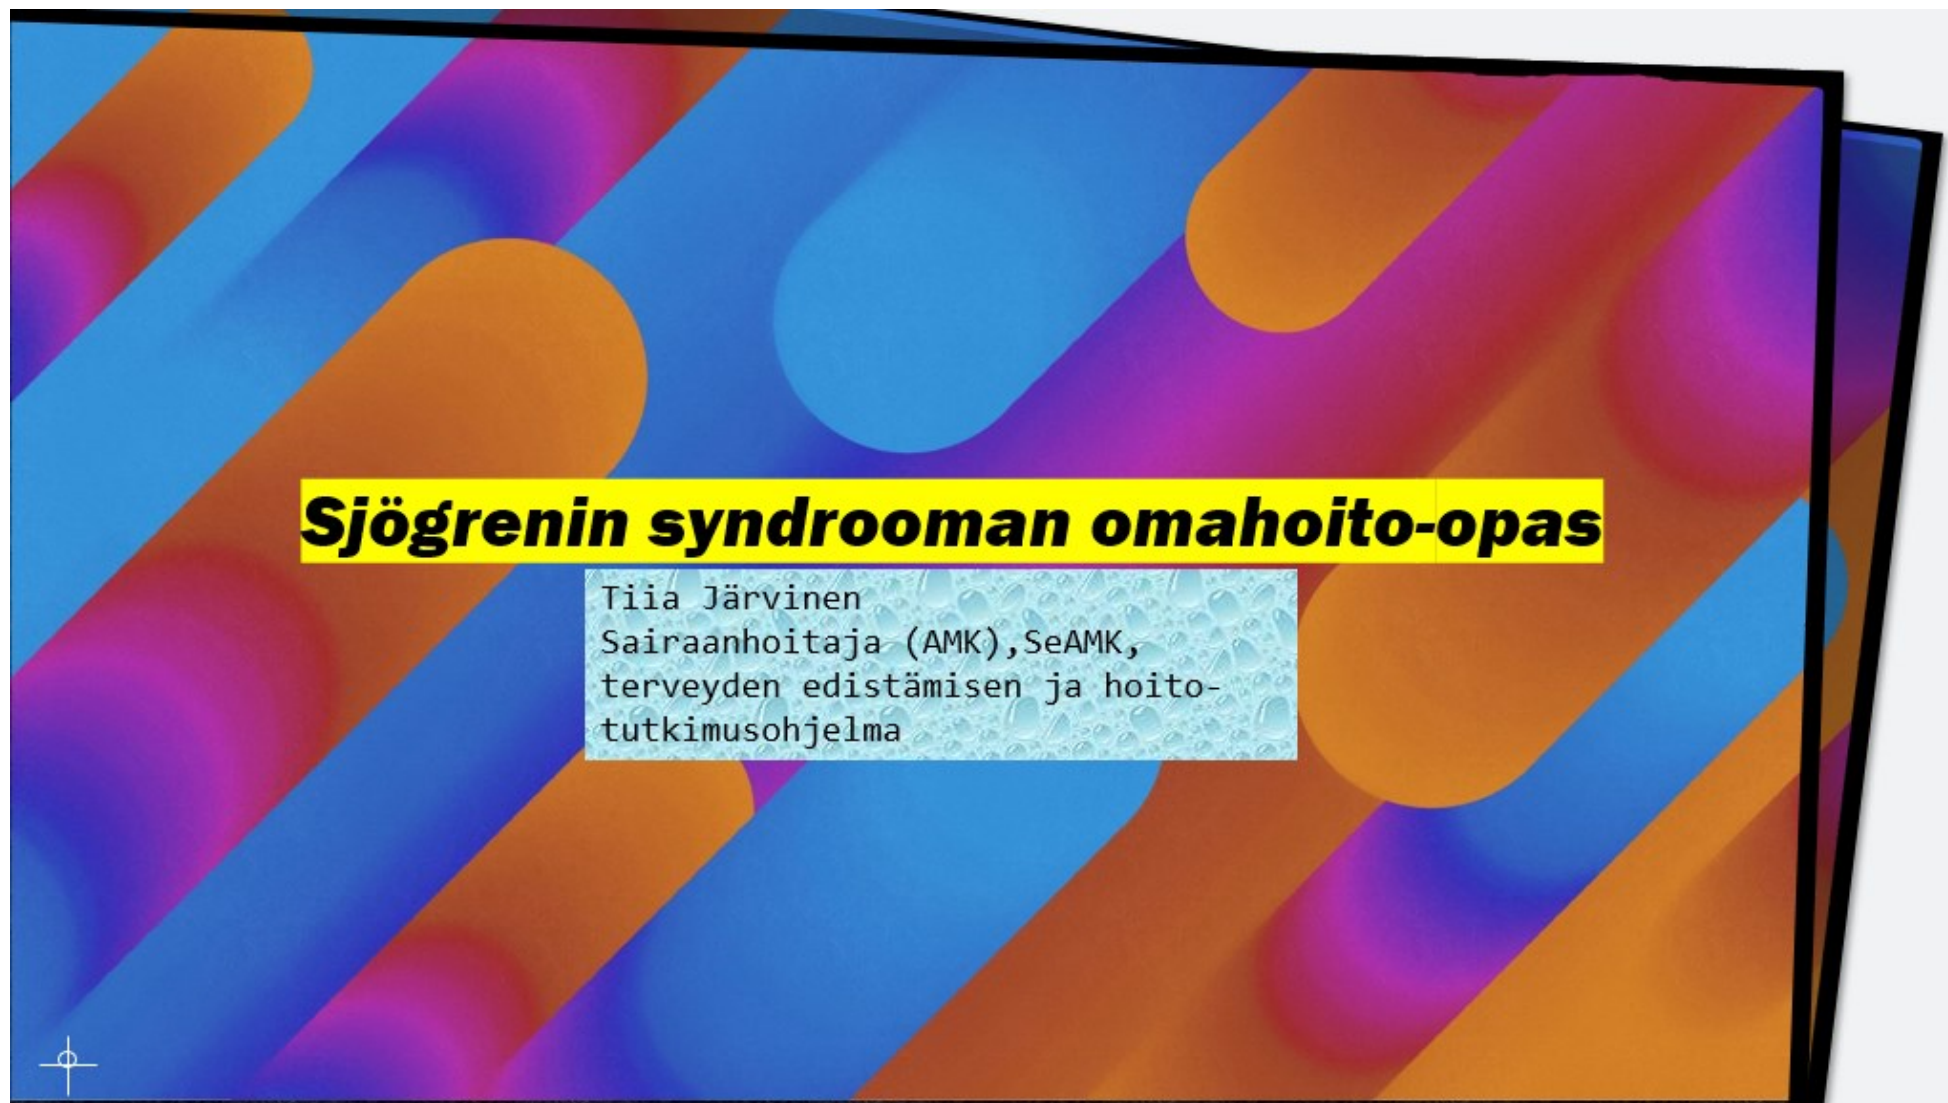 Sjögrenin syndrooman omahoito-opas
Tiia Järvinen
Sairaanhoitaja (AMK),SeAMK,
terveyden edistämisen ja hoito-
tutkimusohjelma